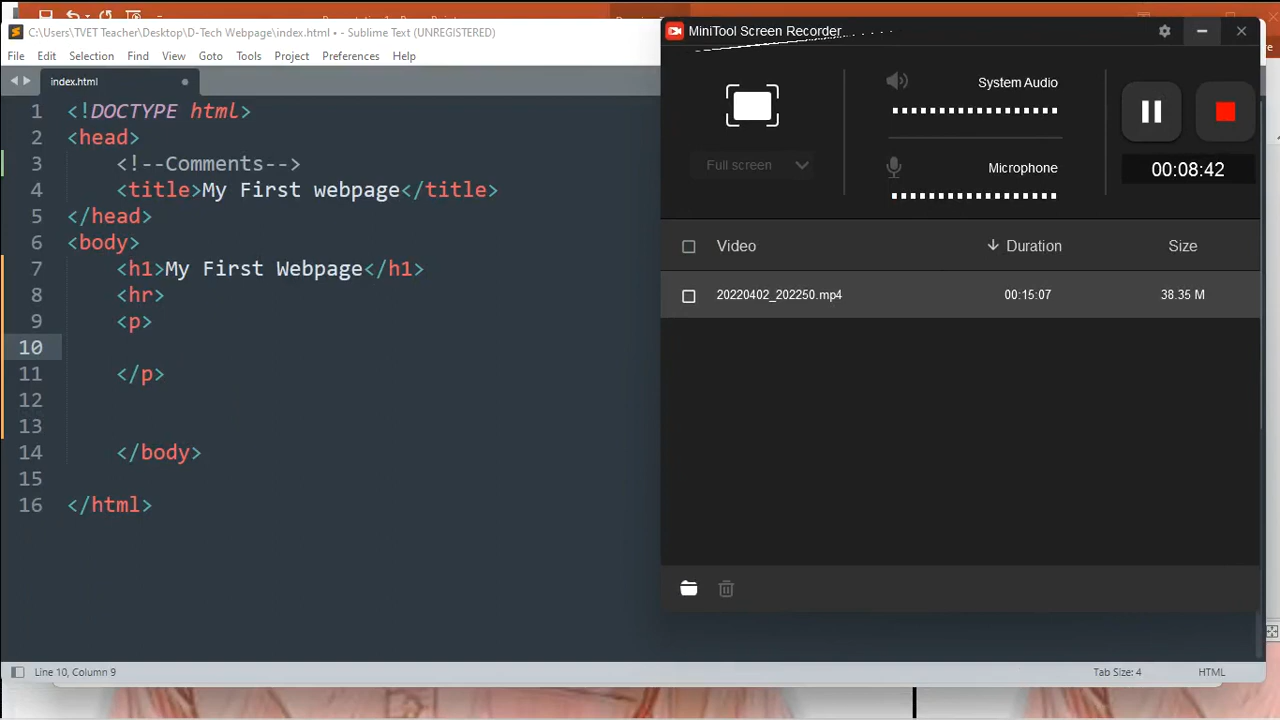 C:\Users\TVET Teacher\Desktop\D-Tech Webpage\index.html • - Sublime Text (UNREGISTERED)
File Edit Selection Find View Goto Tools Project Preferences Help
index.html
1 <!DOCTYPE html>
2 <head>
3 <!--Comments-->
4 <title>My First webpage</title>
5 </head>
6 <body>
7 <h1>My First Webpage</h1>
8 <hr>
9 <p>
10
11 </p>
12
13
14 </body>
15
16 </html>
Line 10, Column 9
Tab Size: 4
HTML
MiniTool Screen Recorder
Full screen
System Audio
Microphone
00:08:42
Video Duration Size
20220402_202250.mp4 00:15:07 38.35 M